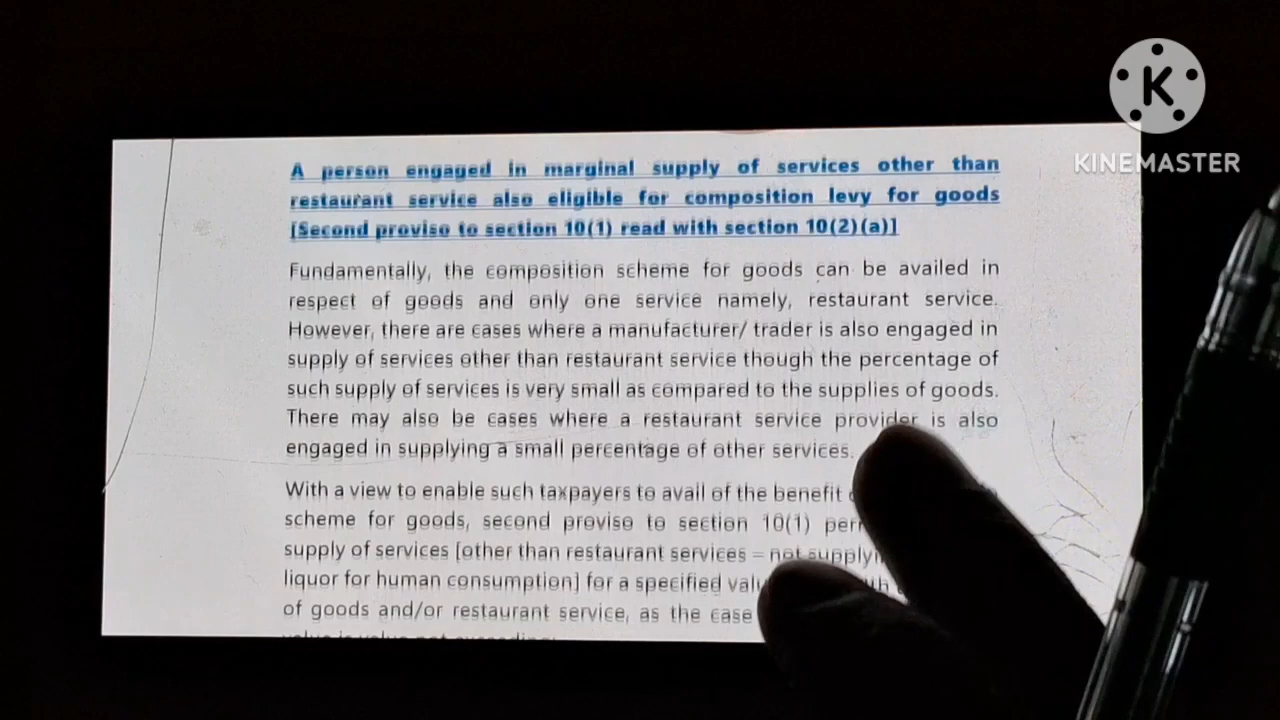 K
KINEMASTER
A person engaged in marginal supply of services other than
restaurant service also eligible for composition levy for goods
[Second proviso to section 10(1) read with section 10(2)(a)]
Fundamentally, the composition scheme for goods can be availed in
respect of goods and only one service namely, restaurant service.
However, there are cases where a manufacturer/ trader is also engaged in
supply of services other than restaurant service though the percentage of
such supply of services is very small as compared to the supplies of goods.
There may also be cases where a restaurant service provider is also
engaged in supplying a small percentage of other services.
With a view to enable such taxpayers to avail of the benefit
scheme for goods, second proviso to section 10(1)
supply of services [other than restaurant services = not
liquor for human consumption] for a specified
of goods and/or restaurant service, as the case